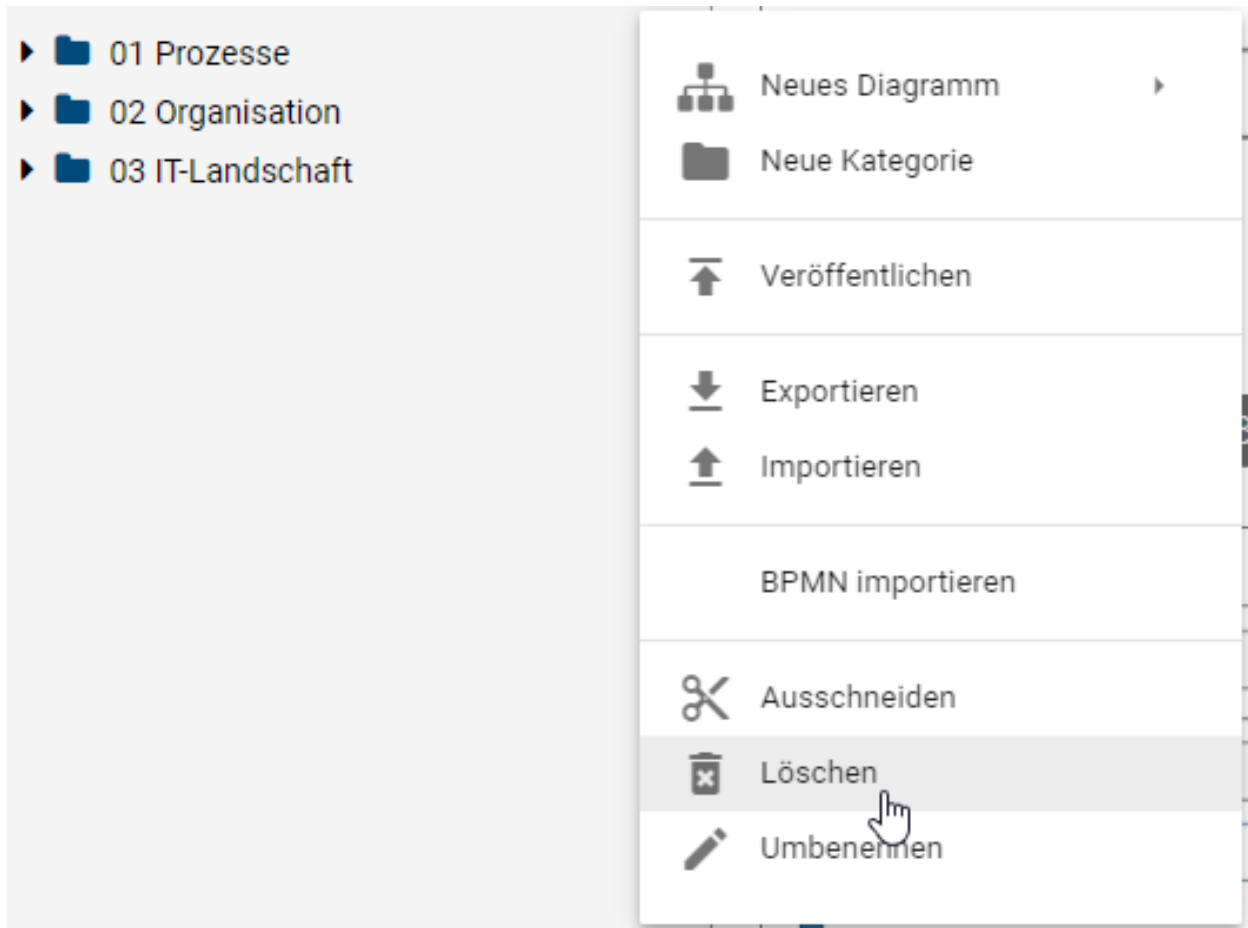 01 Prozesse
02 Organisation
03 IT-Landschaft
Neues Diagramm
Neue Kategorie
Veröffentlichen
Exportieren
Importieren
BPMN importieren
Ausschneiden
Löschen
Umbenennen